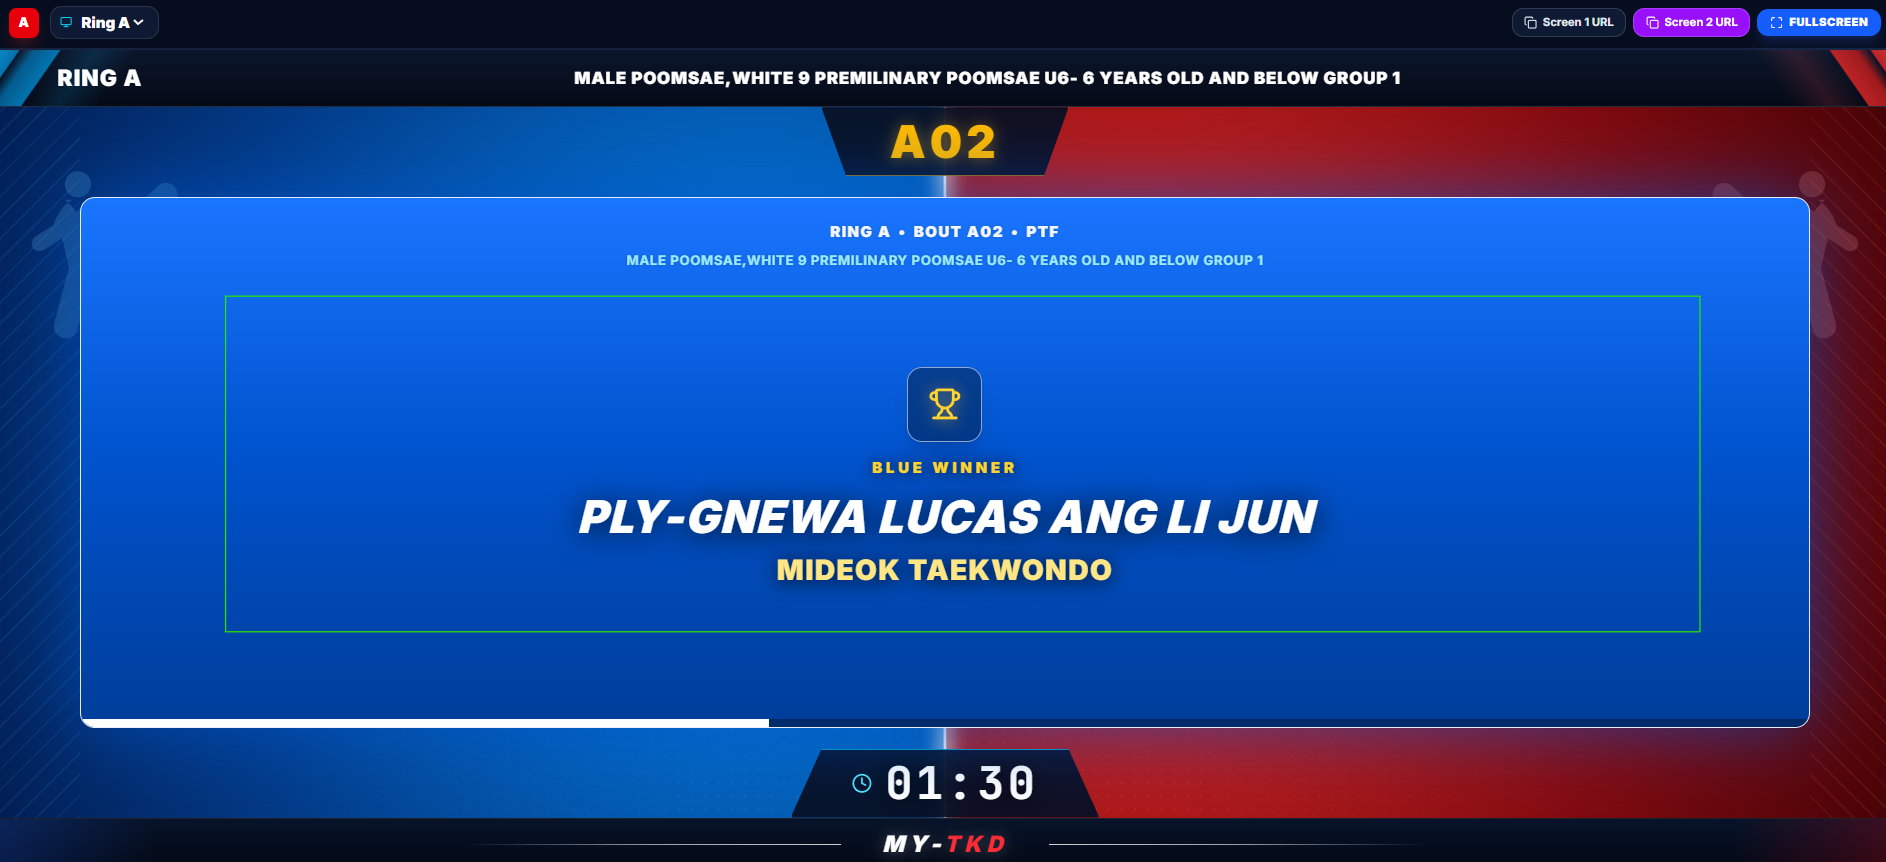 A
Ring A
Screen 1 URL
Screen 2 URL
FULLSCREEN
RING A
MALE POOMSAE,WHITE 9 PREMILINARY POOMSAE U6- 6 YEARS OLD AND BELOW GROUP 1
A02
RING A • BOUT A02 • PTF
MALE POOMSAE,WHITE 9 PREMILINARY POOMSAE U6- 6 YEARS OLD AND BELOW GROUP 1
BLUE WINNER
PLY-GNEWA LUCAS ANG LI JUN
MIDEOK TAEKWONDO
01:30
MY-TKD